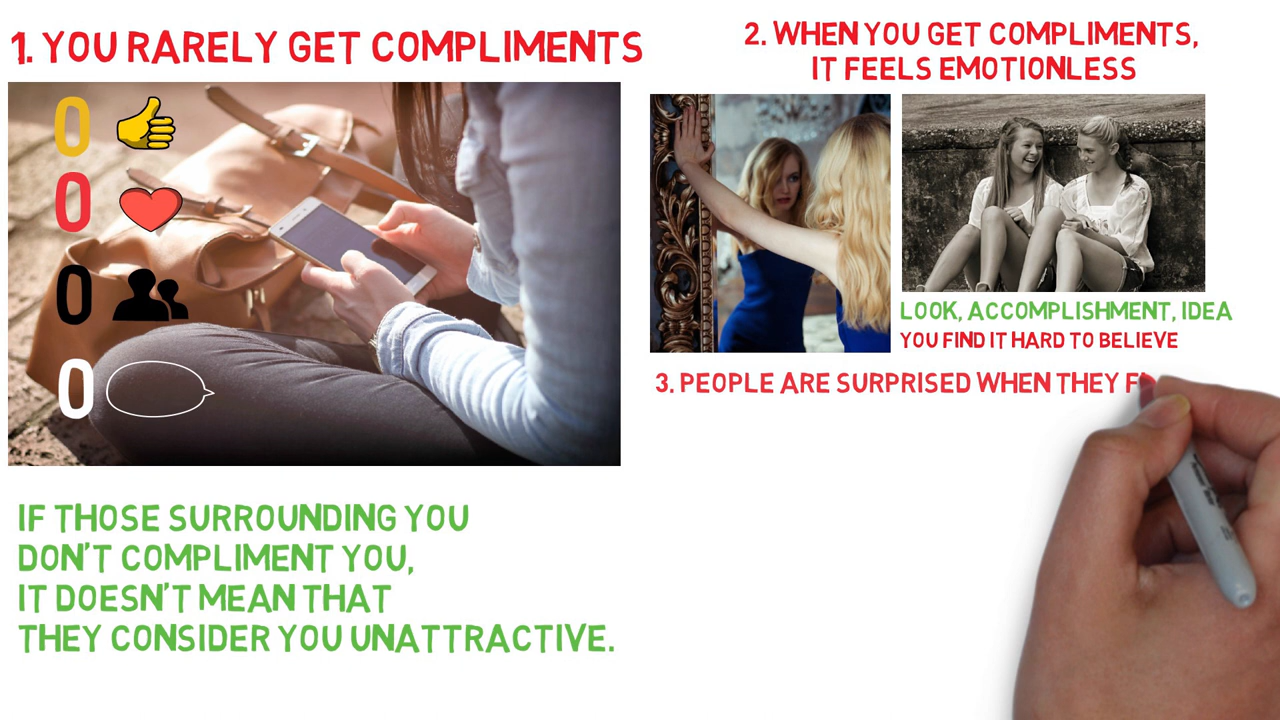 1. YOU RARELY GET COMPLIMENTS
0
0
0
0
IF THOSE SURROUNDING YOU
DON'T COMPLIMENT YOU,
IT DOESN'T MEAN THAT
THEY CONSIDER YOU UNATTRACTIVE.
2. WHEN YOU GET COMPLIMENTS,
IT FEELS EMOTIONLESS
LOOK, ACCOMPLISHMENT, IDEA
YOU FIND IT HARD TO BELIEVE
3. PEOPLE ARE SURPRISED WHEN THEY